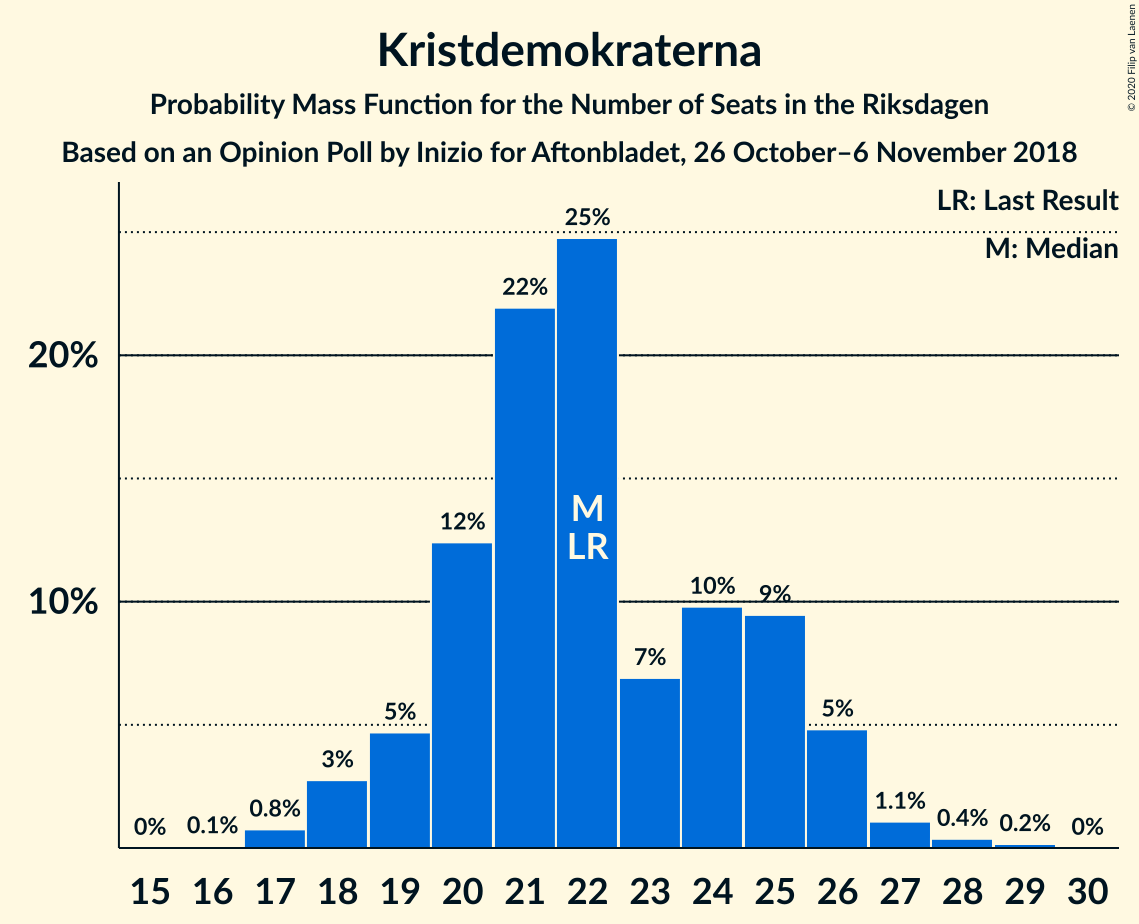 Kristdemokraterna
Probability Mass Function for the Number of Seats in the Riksdagen
Based on an Opinion Poll by Inizio for Aftonbladet, 26 October–6 November 2018
© 2020 Filip van Laenen
LR: Last Result
M: Median
25%
22%
20%
M
LR
12%
10%
10%
9%
7%
5%
5%
3%
1.1%
0.8%
0.4%
0.2%
0.1%
0%
0%
15 16 17 18 19 20 21 22 23 24 25 26 27 28 29 30